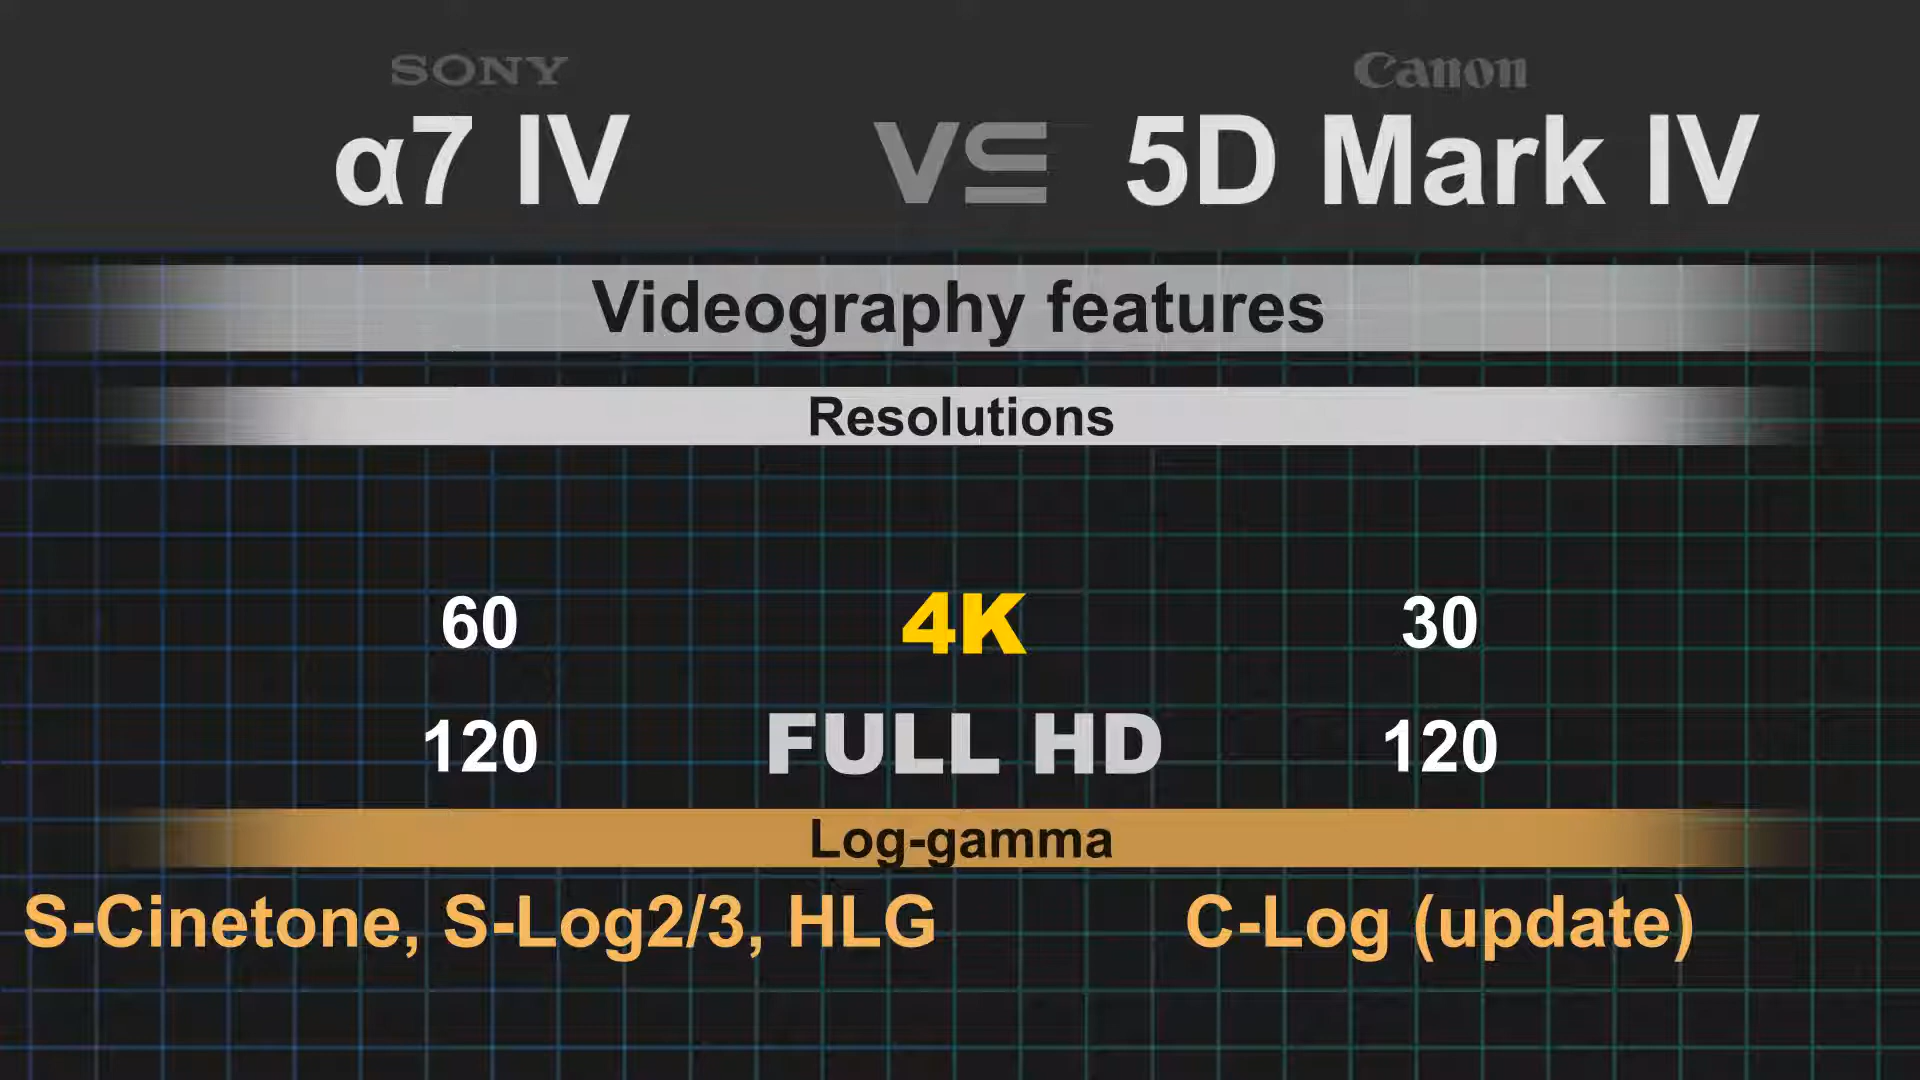 SONY
Canon
α7 IV VS 5D Mark IV
Videography features
Resolutions
60 4K 30
120 FULL HD 120
Log-gamma
S-Cinetone, S-Log2/3, HLG C-Log (update)